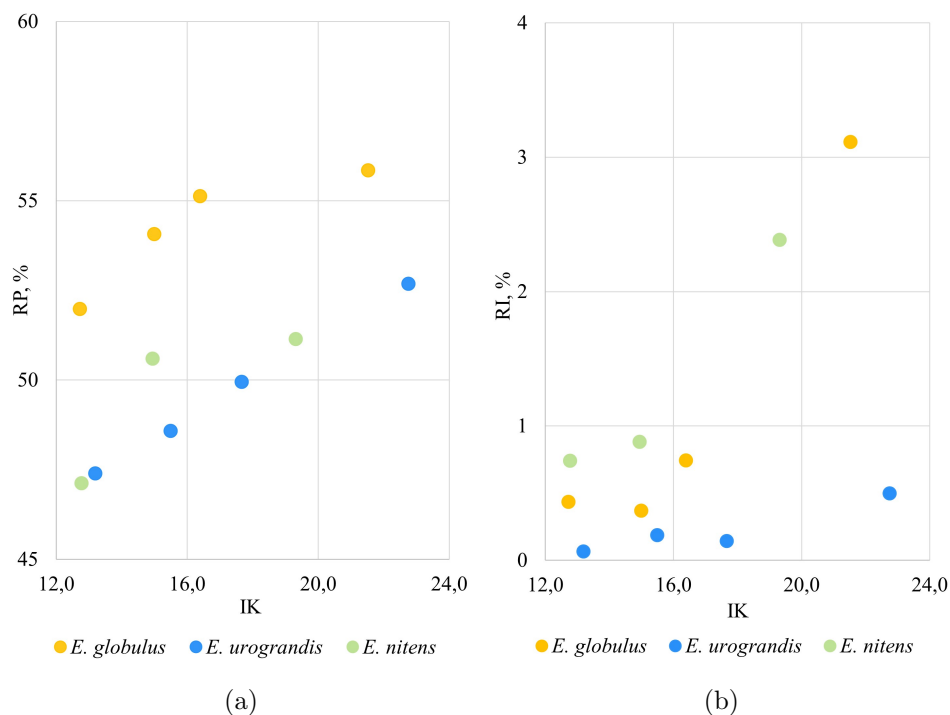 60
55
50
45
RP, %
12,0 16,0 20,0 24,0
IK
E. globulus E. urograndis E. nitens
(a)
4
3
2
1
0
RI, %
12,0 16,0 20,0 24,0
IK
E. globulus E. urograndis E. nitens
(b)